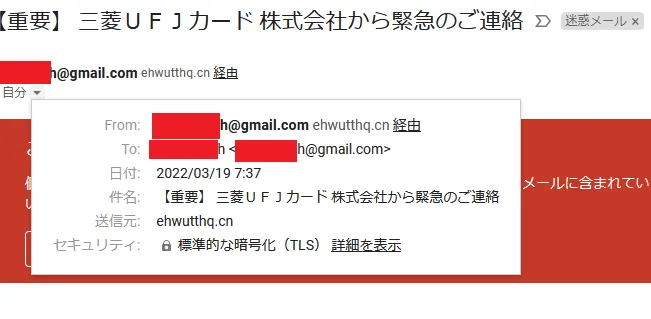 【重要】 三菱ＵＦＪカード 株式会社から緊急のご連絡 迷惑メール ×
h@gmail.com ehwutthq.cn 経由
自分
From: h@gmail.com ehwutthq.cn 経由
To: h < h@gmail.com>
日付: 2022/03/19 7:37
件名: 【重要】 三菱ＵＦＪカード 株式会社から緊急のご連絡
メールに含まれてい
送信元: ehwutthq.cn
セキュリティ: 標準的な暗号化（TLS） 詳細を表示